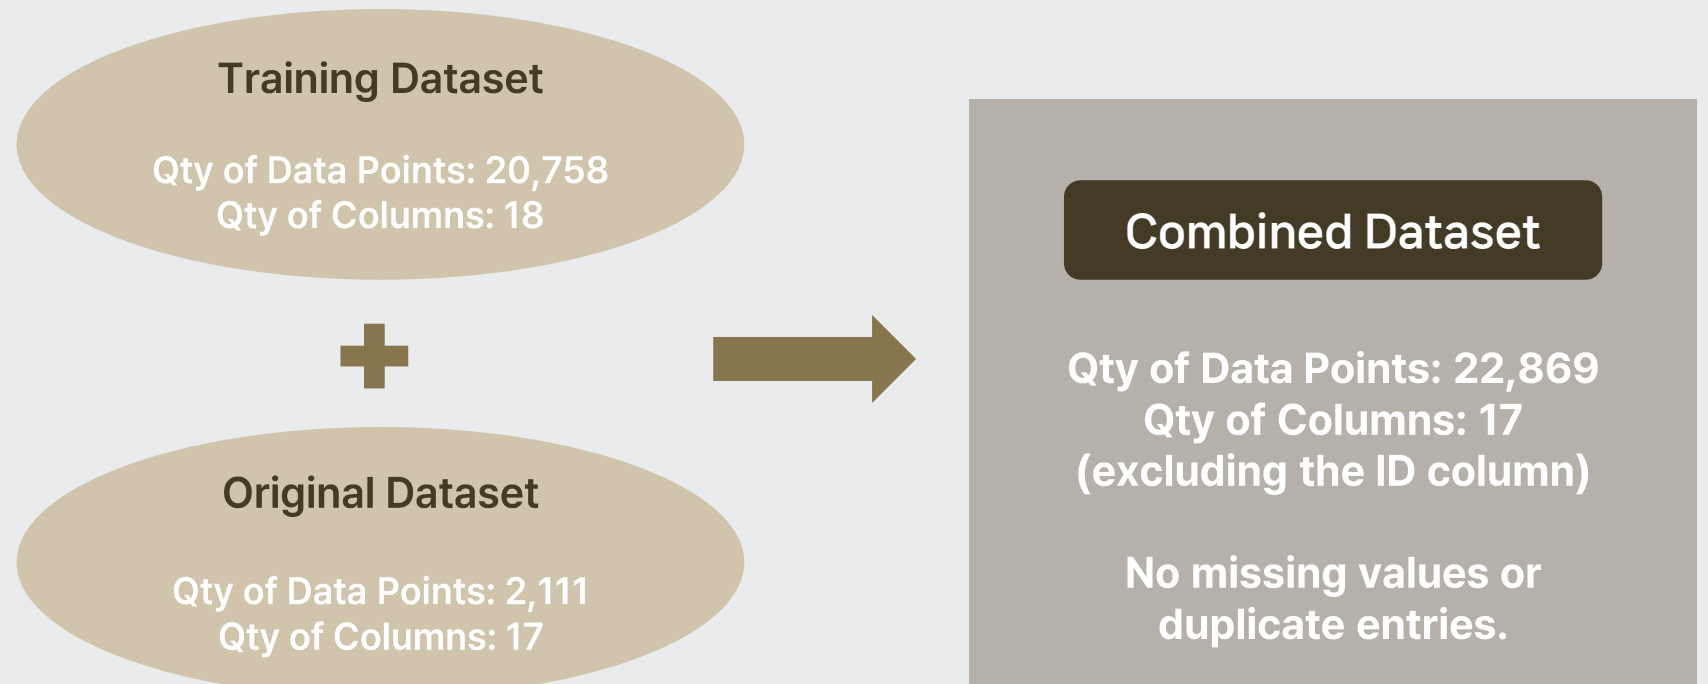 Training Dataset
Qty of Data Points: 20,758
Qty of Columns: 18
Original Dataset
Qty of Data Points: 2,111
Qty of Columns: 17
Combined Dataset
Qty of Data Points: 22,869
Qty of Columns: 17
(excluding the ID column)
No missing values or
duplicate entries.